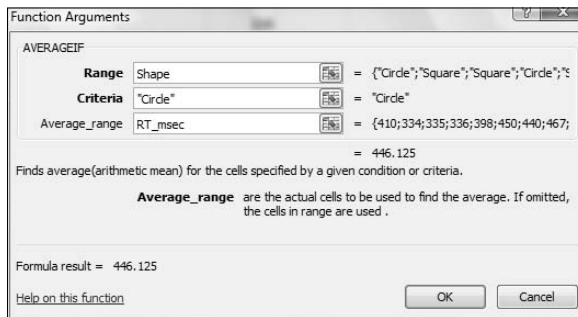 Function Arguments
AVERAGEIF
Range Shape = {"Circle";"Square";"Square";"Circle";"S
Criteria "Circle" = "Circle"
Average_range RT_msec = {410;334;335;336;398;450;440;467;
= 446.125
Finds average(arithmetic mean) for the cells specified by a given condition or criteria.
Average_range are the actual cells to be used to find the average. If omitted,
the cells in range are used .
Formula result = 446.125
Help on this function OK Cancel